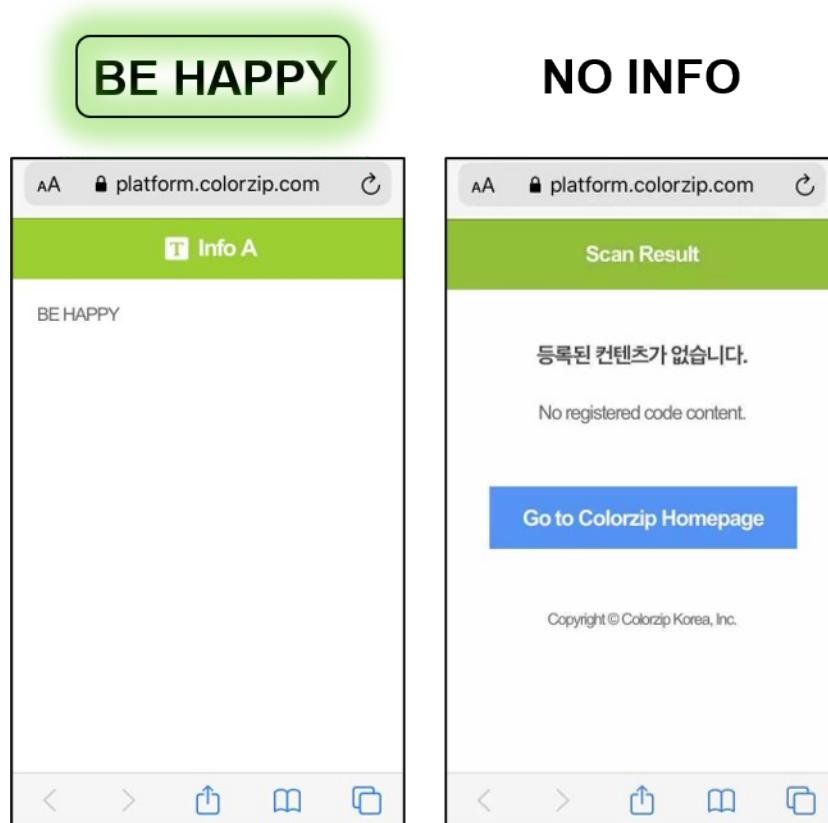 BE HAPPY
NO INFO
AA platform.colorzip.com
T Info A
BE HAPPY
AA platform.colorzip.com
Scan Result
등록된 컨텐츠가 없습니다.
No registered code content.
Go to Colorzip Homepage
Copyright © Colorzip Korea, Inc.